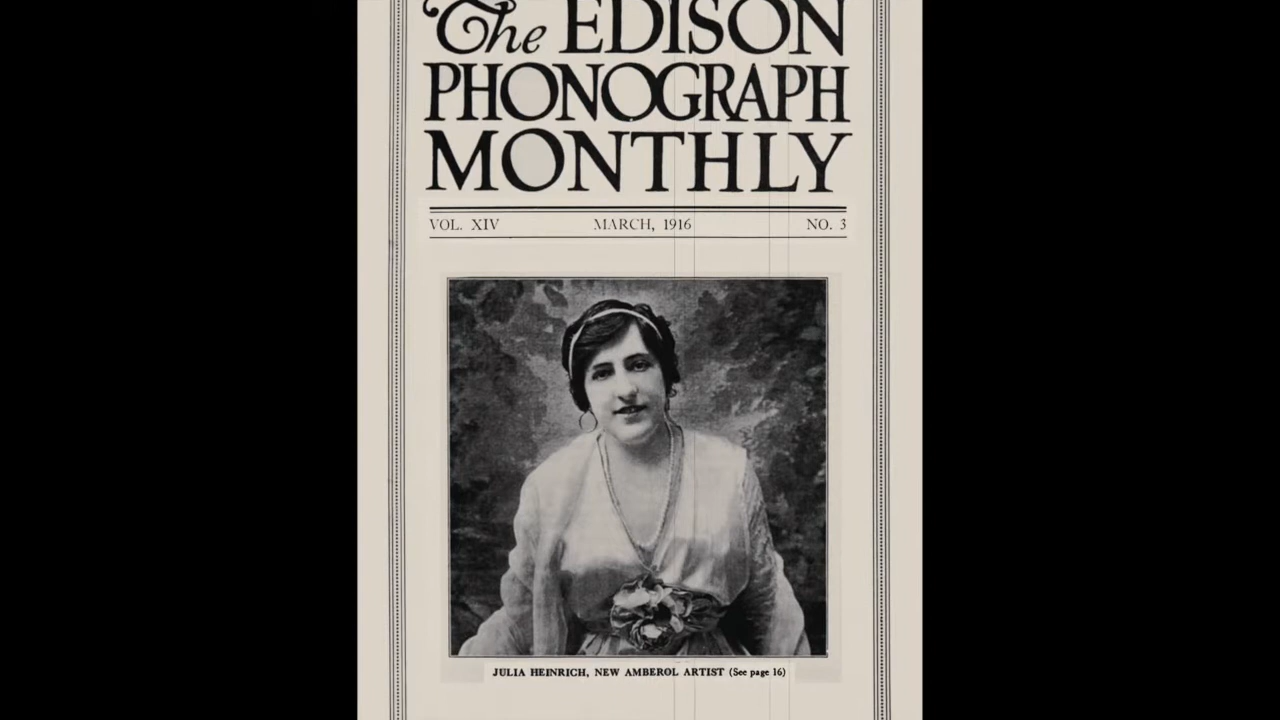 The EDISON
PHONOGRAPH
MONTHLY
VOL. XIV MARCH, 1916 NO. 3
JULIA HEINRICH, NEW AMBEROL ARTIST (See page 16)